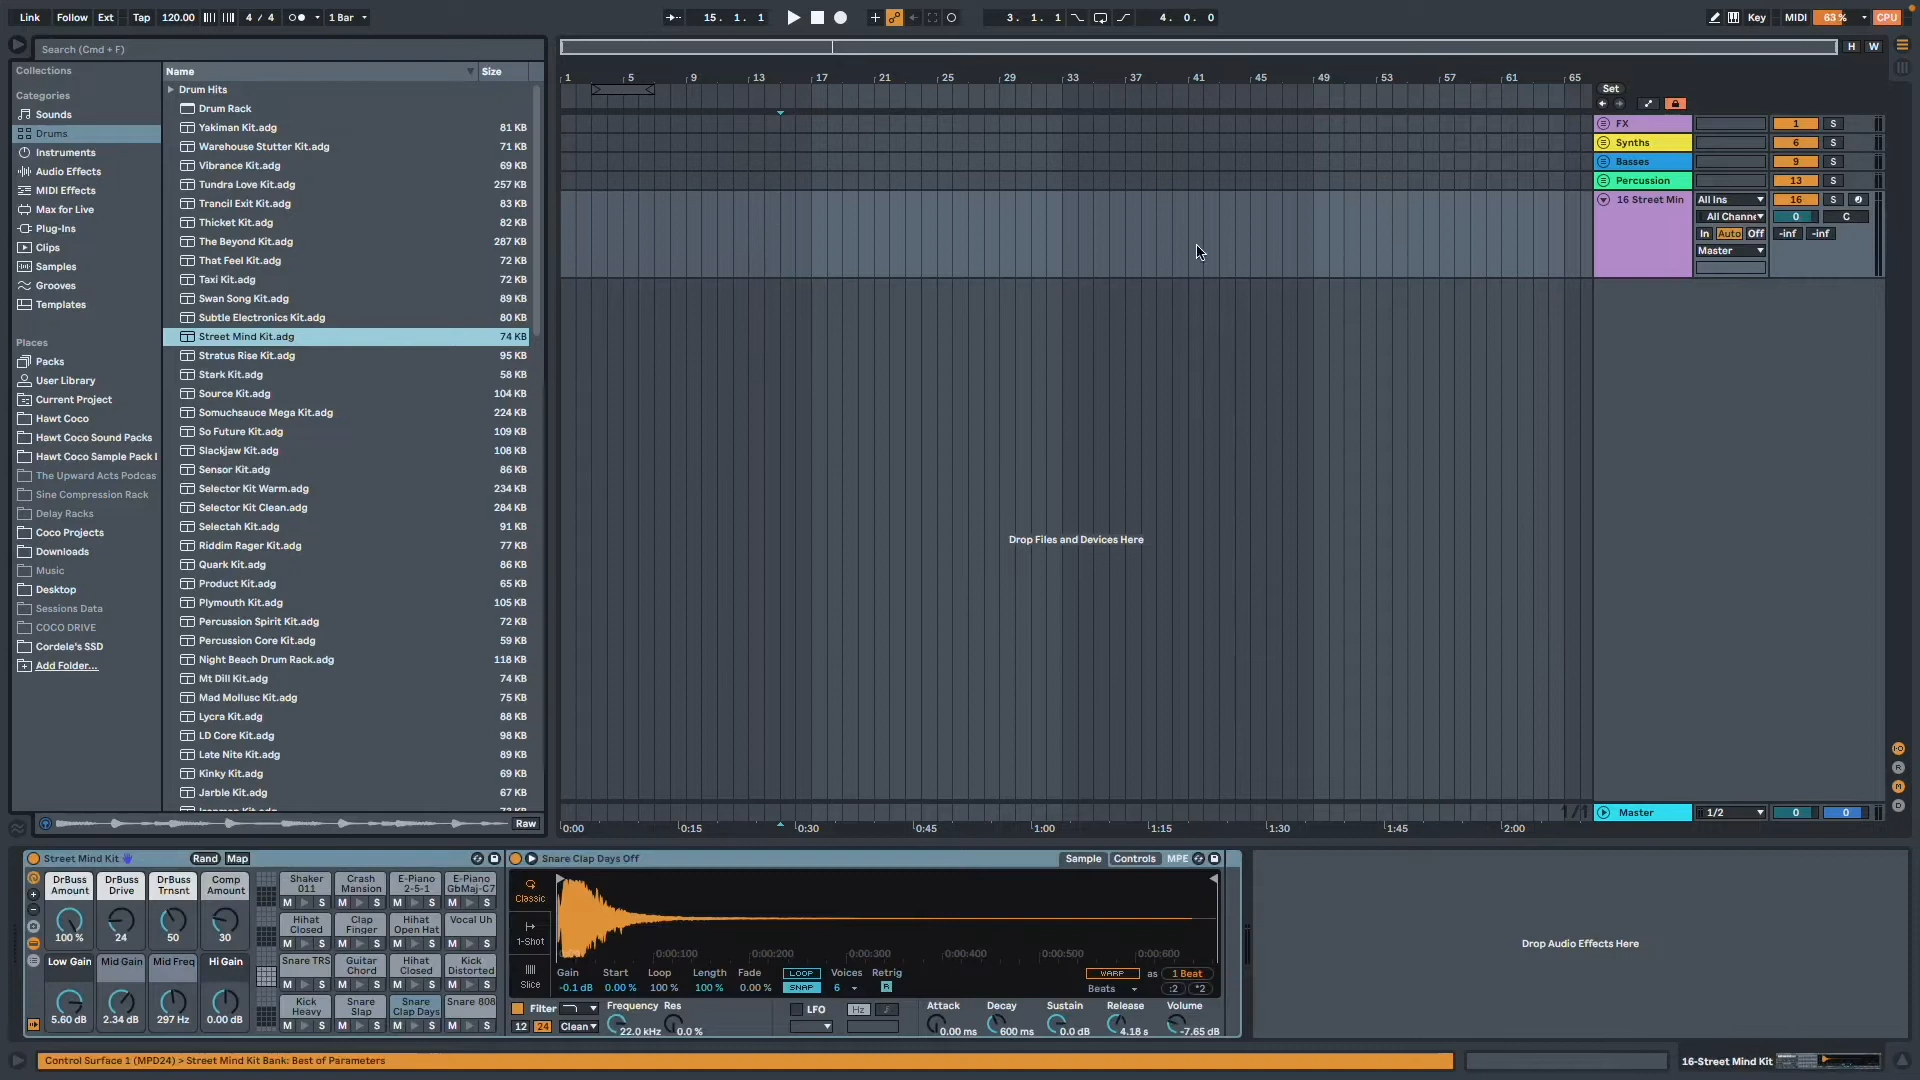 Link Follow Ext Tap 120.00 4 / 4 1 Bar
15. 1. 1
3. 1. 1
4. 0. 0
Key MIDI 63 % CPU
Search (Cmd + F)
H W
Collections
Categories
Sounds
Drums
Instruments
Audio Effects
MIDI Effects
Max for Live
Plug-Ins
Clips
Samples
Grooves
Templates
Places
Packs
User Library
Current Project
Hawt Coco
Hawt Coco Sound Packs
Hawt Coco Sample Pack I
The Upward Acts Podcas
Sine Compression Rack
Delay Racks
Coco Projects
Downloads
Music
Desktop
Sessions Data
COCO DRIVE
Cordele's SSD
Add Folder...
Name Size
Drum Hits
Drum Rack
Yakiman Kit.adg 81 KB
Warehouse Stutter Kit.adg 71 KB
Vibrance Kit.adg 69 KB
Tundra Love Kit.adg 257 KB
Trancil Exit Kit.adg 83 KB
Thicket Kit.adg 82 KB
The Beyond Kit.adg 287 KB
That Feel Kit.adg 72 KB
Taxi Kit.adg 72 KB
Swan Song Kit.adg 89 KB
Subtle Electronics Kit.adg 80 KB
Street Mind Kit.adg 74 KB
Stratus Rise Kit.adg 95 KB
Stark Kit.adg 58 KB
Source Kit.adg 104 KB
Somuchsauce Mega Kit.adg 224 KB
So Future Kit.adg 109 KB
Slackjaw Kit.adg 108 KB
Sensor Kit.adg 86 KB
Selector Kit Warm.adg 234 KB
Selector Kit Clean.adg 284 KB
Selectah Kit.adg 91 KB
Riddim Rager Kit.adg 77 KB
Quark Kit.adg 86 KB
Product Kit.adg 65 KB
Plymouth Kit.adg 105 KB
Percussion Spirit Kit.adg 72 KB
Percussion Core Kit.adg 59 KB
Night Beach Drum Rack.adg 118 KB
Mt Dill Kit.adg 74 KB
Mad Mollusc Kit.adg 75 KB
Lycra Kit.adg 88 KB
LD Core Kit.adg 98 KB
Late Nite Kit.adg 89 KB
Kinky Kit.adg 69 KB
Jarble Kit.adg 67 KB
Raw
1 5 9 13 17 21 25 29 33 37 41 45 49 53 57 61 65
Set
FX 1 S
Synths 6 S
Basses 9 S
Percussion 13 S
16 Street Min All Ins 16 S
All Channe 0 C
In Auto Off -inf -inf
Master
Drop Files and Devices Here
1/1
Master 1/2 0 0
0:00 0:15 0:30 0:45 1:00 1:15 1:30 1:45 2:00
Street Mind Kit Rand Map
DrBuss Amount
DrBuss Drive
DrBuss Trnsnt
Comp Amount
100 % 24 50 30
Low Gain Mid Gain Mid Freq Hi Gain
5.60 dB 2.34 dB 297 Hz 0.00 dB
Shaker 011
Crash Mansion
E-Piano 2-5-1
E-Piano GbMaj-C7
M S M S M S M S
Hihat Closed
Clap Finger
Hihat Open Hat
Vocal Uh
M S M S M S M S
Snare TRS
Guitar Chord
Hihat Closed
Kick Distorted
M S M S M S M S
Kick Heavy
Snare Slap
Snare Clap Days
Snare 808
M S M S M S M S
Snare Clap Days Off
Sample Controls MPE
Classic
1-Shot
Slice
0:00:100 0:00:200 0:00:300 0:00:400 0:00:500 0:00:600
Gain Start Loop Length Fade LOOP Voices Retrig WARP as 1 Beat
-0.1 dB 0.00 % 100 % 100 % 0.00 % SNAP 6 R Beats :2 *2
Filter Frequency Res LFO Hz Attack Decay Sustain Release Volume
12 24 Clean 22.0 kHz 0.0 % 0.00 ms 600 ms 0.0 dB 4.18 s -7.65 dB
Drop Audio Effects Here
Control Surface 1 (MPD24) > Street Mind Kit Bank: Best of Parameters
16-Street Mind Kit